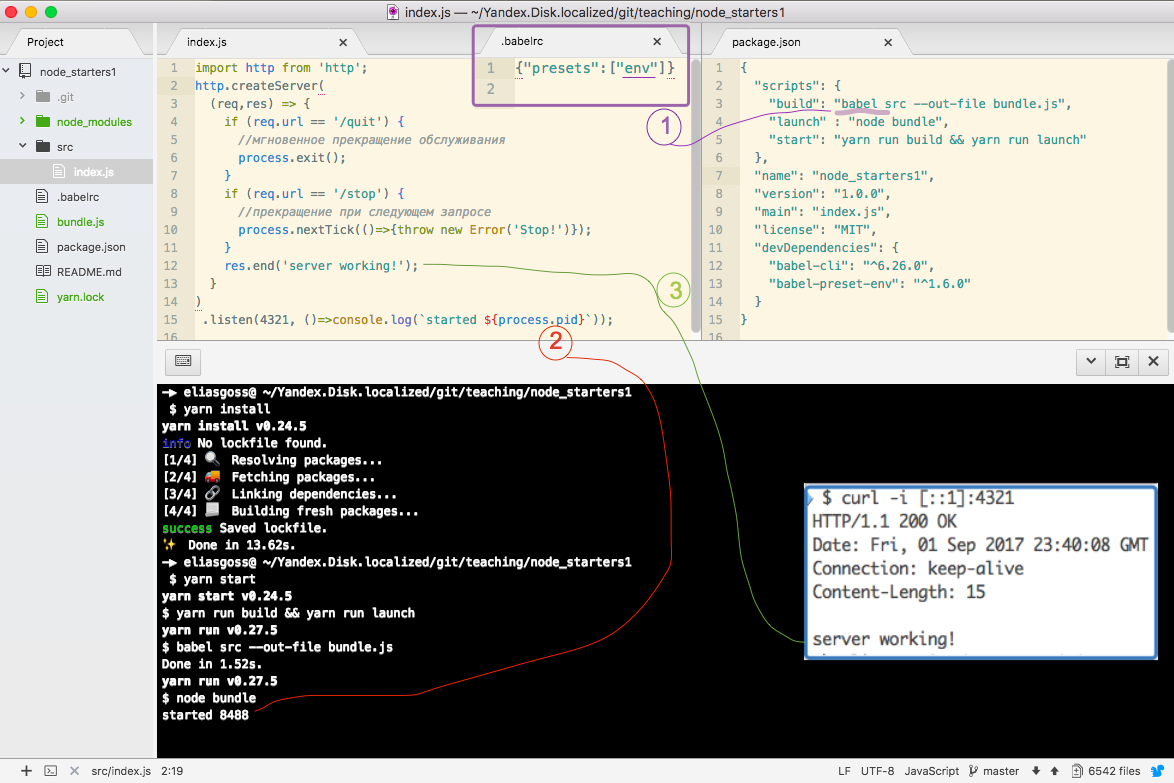 index.js — ~/Yandex.Disk.localized/git/teaching/node_starters1
Project
node_starters1
.git
node_modules
src
index.js
.babelrc
bundle.js
package.json
README.md
yarn.lock
index.js
1 import http from 'http';
2 http.createServer(
3 (req,res) => {
4 if (req.url == '/quit') {
5 //мгновенное прекращение обслуживания
6 process.exit();
7 }
8 if (req.url == '/stop') {
9 //прекращение при следующем запросе
10 process.nextTick(()=>{throw new Error('Stop!')});
11 }
12 res.end('server working!');
13 }
14 )
15 .listen(4321, ()=>console.log(`started ${process.pid}`));
16
.babelrc
1 {"presets":["env"]}
2
1
2
3
package.json
1 {
2 "scripts": {
3 "build": "babel src --out-file bundle.js",
4 "launch" : "node bundle",
5 "start": "yarn run build && yarn run launch"
6 },
7 "name": "node_starters1",
8 "version": "1.0.0",
9 "main": "index.js",
10 "license": "MIT",
11 "devDependencies": {
12 "babel-cli": "^6.26.0",
13 "babel-preset-env": "^1.6.0"
14 }
15 }
16
→ eliasgoss@ ~/Yandex.Disk.localized/git/teaching/node_starters1
$ yarn install
yarn install v0.24.5
info No lockfile found.
[1/4] 🔍 Resolving packages...
[2/4] 🚚 Fetching packages...
[3/4] 🔗 Linking dependencies...
[4/4] 📃 Building fresh packages...
success Saved lockfile.
✨ Done in 13.62s.
→ eliasgoss@ ~/Yandex.Disk.localized/git/teaching/node_starters1
$ yarn start
yarn start v0.24.5
$ yarn run build && yarn run launch
yarn run v0.27.5
$ babel src --out-file bundle.js
Done in 1.52s.
yarn run v0.27.5
$ node bundle
started 8488
$ curl -i [::1]:4321
HTTP/1.1 200 OK
Date: Fri, 01 Sep 2017 23:40:08 GMT
Connection: keep-alive
Content-Length: 15
server working!
src/index.js 2:19
LF UTF-8 JavaScript master 6542 files